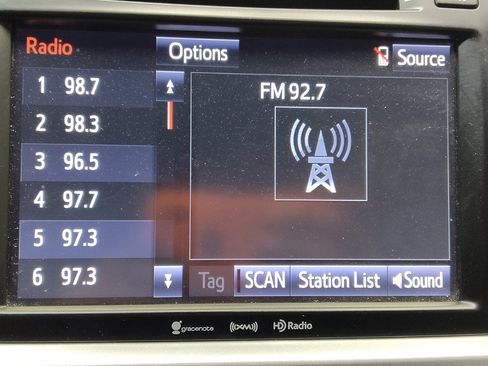 Radio Options Source
1 98.7
2 98.3
3 96.5
4 97.7
5 97.3
6 97.3
FM 92.7
Tag SCAN Station List Sound
gracenote ((XM)) HD Radio